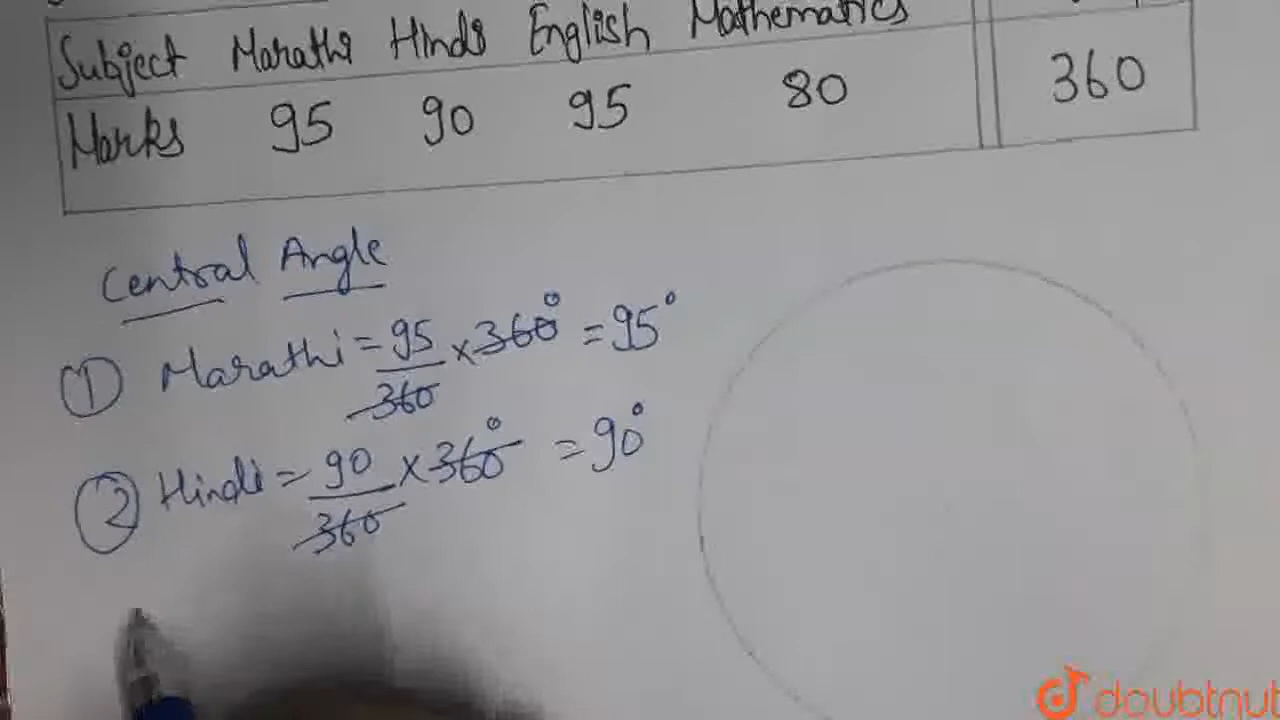 Subject Marathi Hindi English Mathematics
Marks 95 90 95 80 360
Central Angle
① Marathi = 95/360 × 360° = 95°
② Hindi = 90/360 × 360° = 90°
doubtnut